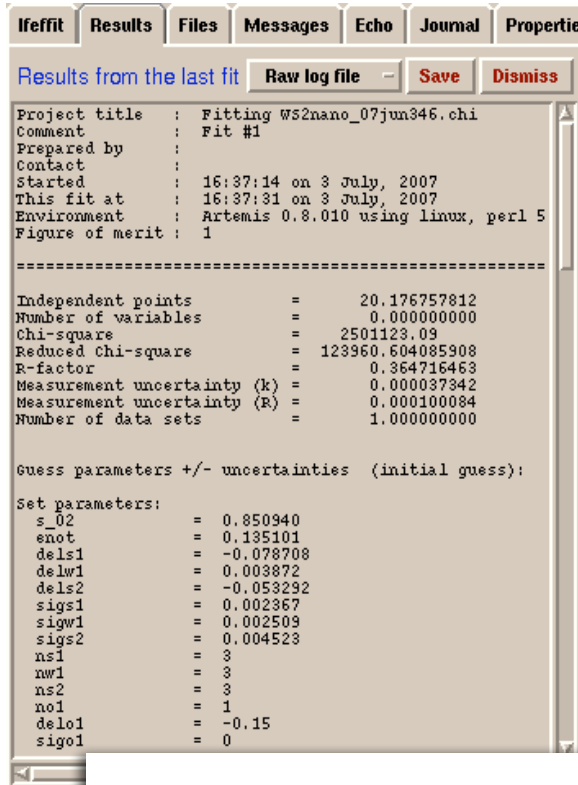 Ifeffit Results Files Messages Echo Journal Propertie
Results from the last fit Raw log file Save Dismiss
Project title : Fitting WS2nano_07jun346.chi
Comment : Fit #1
Prepared by :
Contact :
Started : 16:37:14 on 3 July, 2007
This fit at : 16:37:31 on 3 July, 2007
Environment : Artemis 0.8.010 using linux, perl 5
Figure of merit : 1
=======================================================
Independent points = 20.176757812
Number of variables = 0.000000000
Chi-square = 2501123.09
Reduced Chi-square = 123960.604085908
R-factor = 0.364716463
Measurement uncertainty (k) = 0.000037342
Measurement uncertainty (R) = 0.000100084
Number of data sets = 1.000000000
Guess parameters +/- uncertainties (initial guess):
Set parameters:
s_02 = 0.850940
enot = 0.135101
dels1 = -0.078708
delw1 = 0.003872
dels2 = -0.053292
sigs1 = 0.002367
sigw1 = 0.002509
sigs2 = 0.004523
ns1 = 3
nw1 = 3
ns2 = 3
no1 = 1
delo1 = -0.15
sigo1 = 0